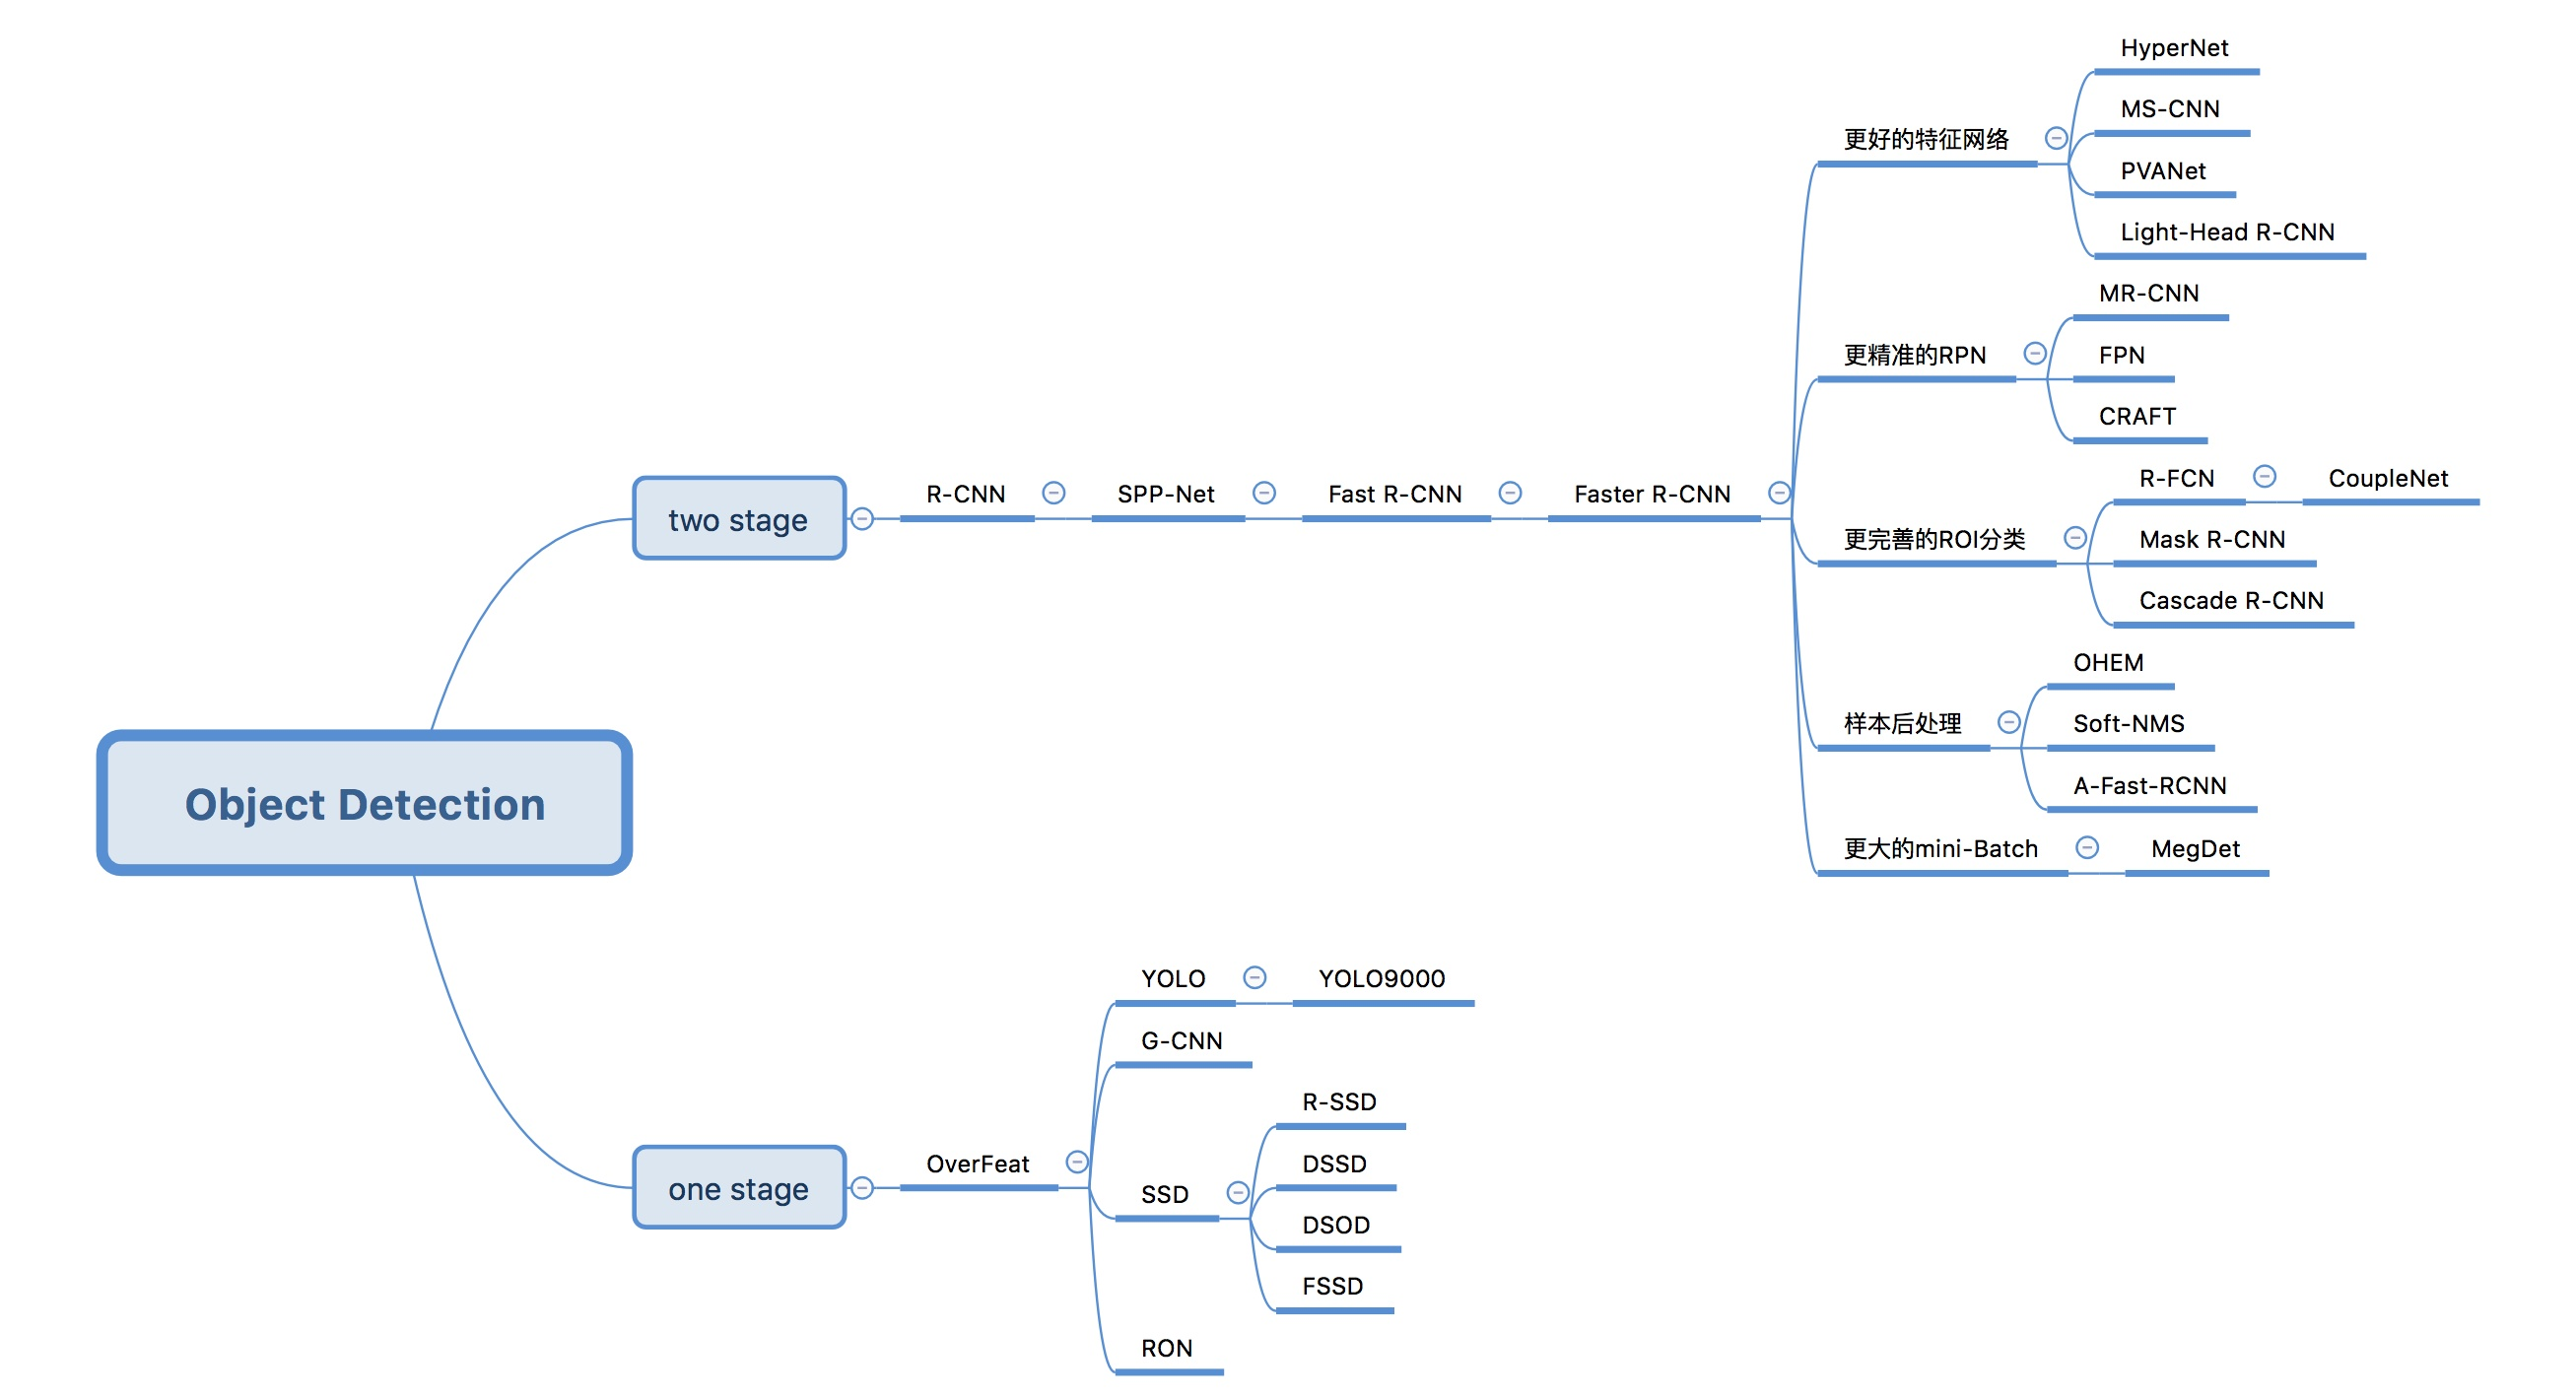 Object Detection
two stage
R-CNN
SPP-Net
Fast R-CNN
Faster R-CNN
更好的特征网络
HyperNet
MS-CNN
PVANet
Light-Head R-CNN
更精准的RPN
MR-CNN
FPN
CRAFT
更完善的ROI分类
R-FCN
CoupleNet
Mask R-CNN
Cascade R-CNN
样本后处理
OHEM
Soft-NMS
A-Fast-RCNN
更大的mini-Batch
MegDet
one stage
OverFeat
YOLO
YOLO9000
G-CNN
SSD
R-SSD
DSSD
DSOD
FSSD
RON